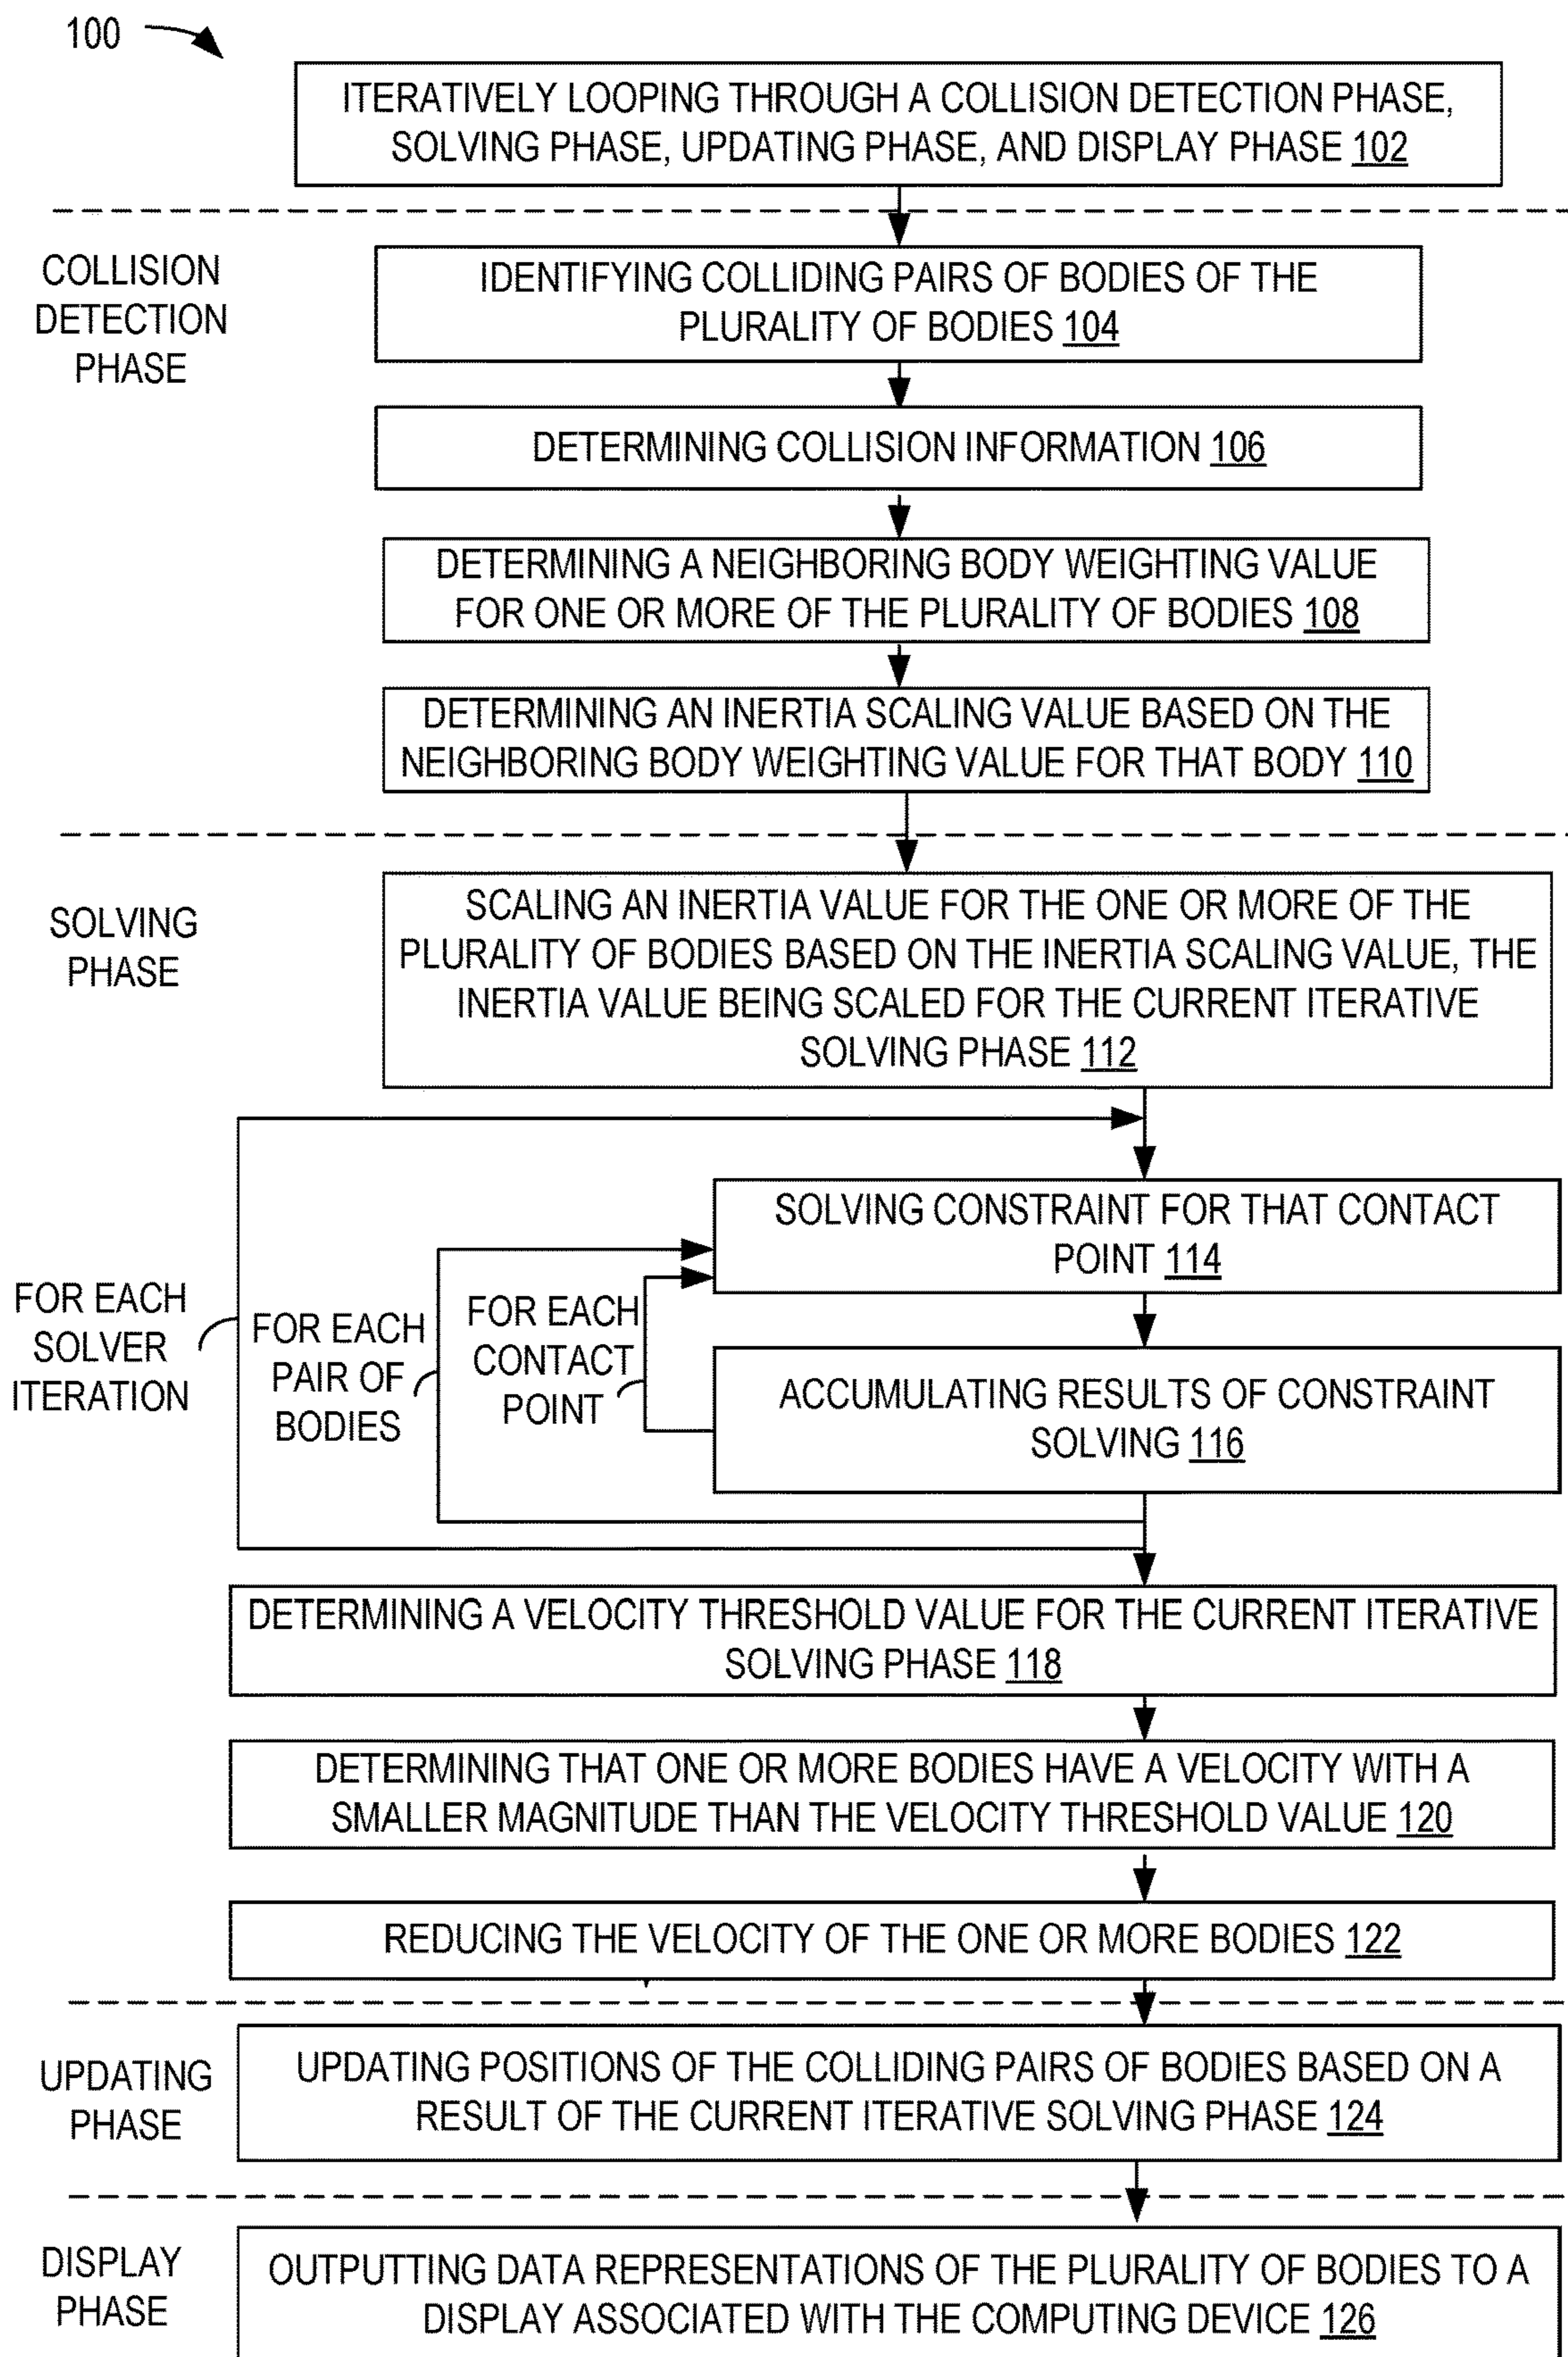 100
ITERATIVELY LOOPING THROUGH A COLLISION DETECTION PHASE,
SOLVING PHASE, UPDATING PHASE, AND DISPLAY PHASE 102
COLLISION
DETECTION
PHASE
IDENTIFYING COLLIDING PAIRS OF BODIES OF THE
PLURALITY OF BODIES 104
DETERMINING COLLISION INFORMATION 106
DETERMINING A NEIGHBORING BODY WEIGHTING VALUE
FOR ONE OR MORE OF THE PLURALITY OF BODIES 108
DETERMINING AN INERTIA SCALING VALUE BASED ON THE
NEIGHBORING BODY WEIGHTING VALUE FOR THAT BODY 110
SOLVING
PHASE
SCALING AN INERTIA VALUE FOR THE ONE OR MORE OF THE
PLURALITY OF BODIES BASED ON THE INERTIA SCALING VALUE, THE
INERTIA VALUE BEING SCALED FOR THE CURRENT ITERATIVE
SOLVING PHASE 112
SOLVING CONSTRAINT FOR THAT CONTACT
POINT 114
FOR EACH
SOLVER
ITERATION
FOR EACH
PAIR OF
BODIES
FOR EACH
CONTACT
POINT
ACCUMULATING RESULTS OF CONSTRAINT
SOLVING 116
DETERMINING A VELOCITY THRESHOLD VALUE FOR THE CURRENT ITERATIVE
SOLVING PHASE 118
DETERMINING THAT ONE OR MORE BODIES HAVE A VELOCITY WITH A
SMALLER MAGNITUDE THAN THE VELOCITY THRESHOLD VALUE 120
REDUCING THE VELOCITY OF THE ONE OR MORE BODIES 122
UPDATING
PHASE
UPDATING POSITIONS OF THE COLLIDING PAIRS OF BODIES BASED ON A
RESULT OF THE CURRENT ITERATIVE SOLVING PHASE 124
DISPLAY
PHASE
OUTPUTTING DATA REPRESENTATIONS OF THE PLURALITY OF BODIES TO A
DISPLAY ASSOCIATED WITH THE COMPUTING DEVICE 126